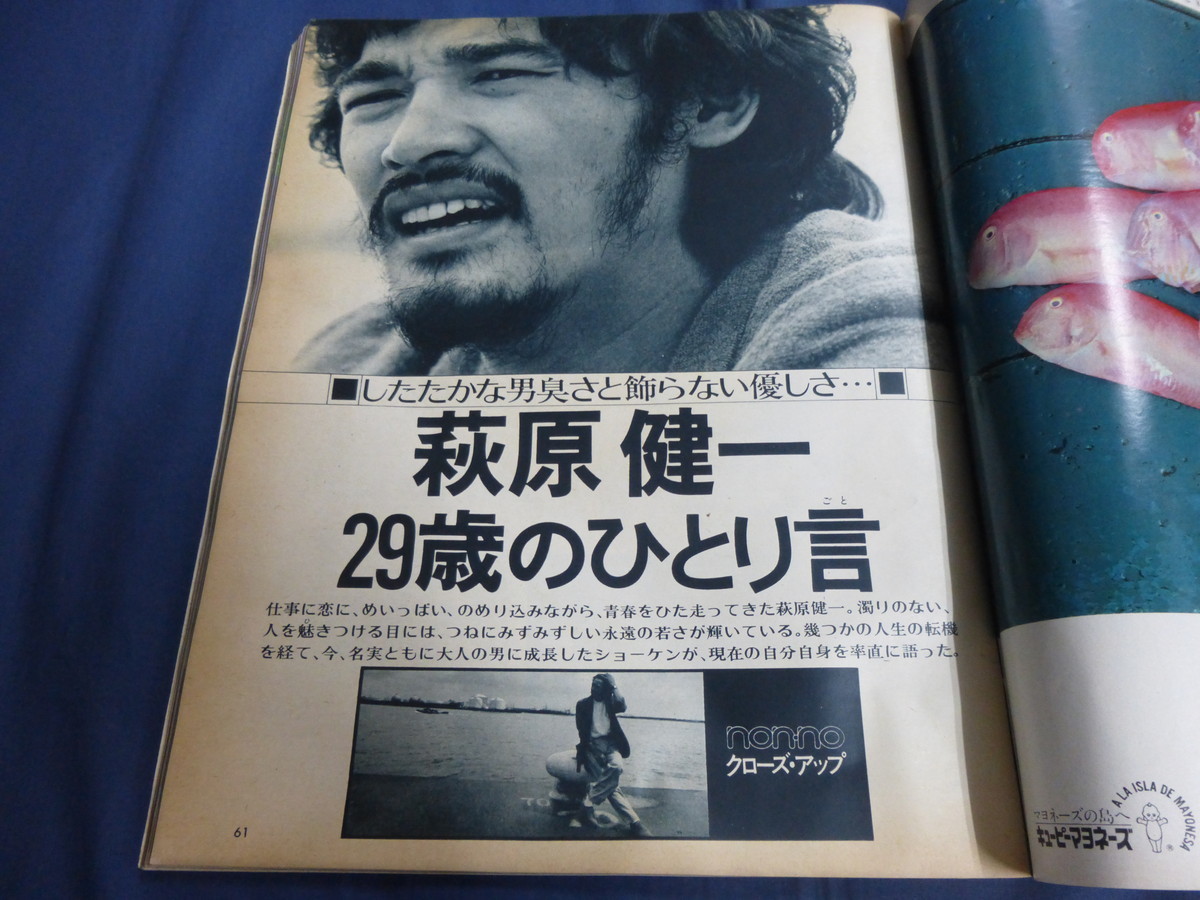 ■したたかな男臭さと飾らない優しさ…■
萩原 健一
29歳のひとり言
ごと
仕事に恋に、めいっぱい、のめり込みながら、青春をひた走ってきた萩原健一。濁りのない、
人を魅きつける目には、つねにみずみずしい永遠の若さが輝いている。幾つかの人生の転機
ひ
を経て、今、名実ともに大人の男に成長したショーケンが、現在の自分自身を率直に語った。
non·no
クローズ・アップ
61
A LA ISLA DE MAYONESA
マヨネーズの島へ
キューピーマヨネーズ